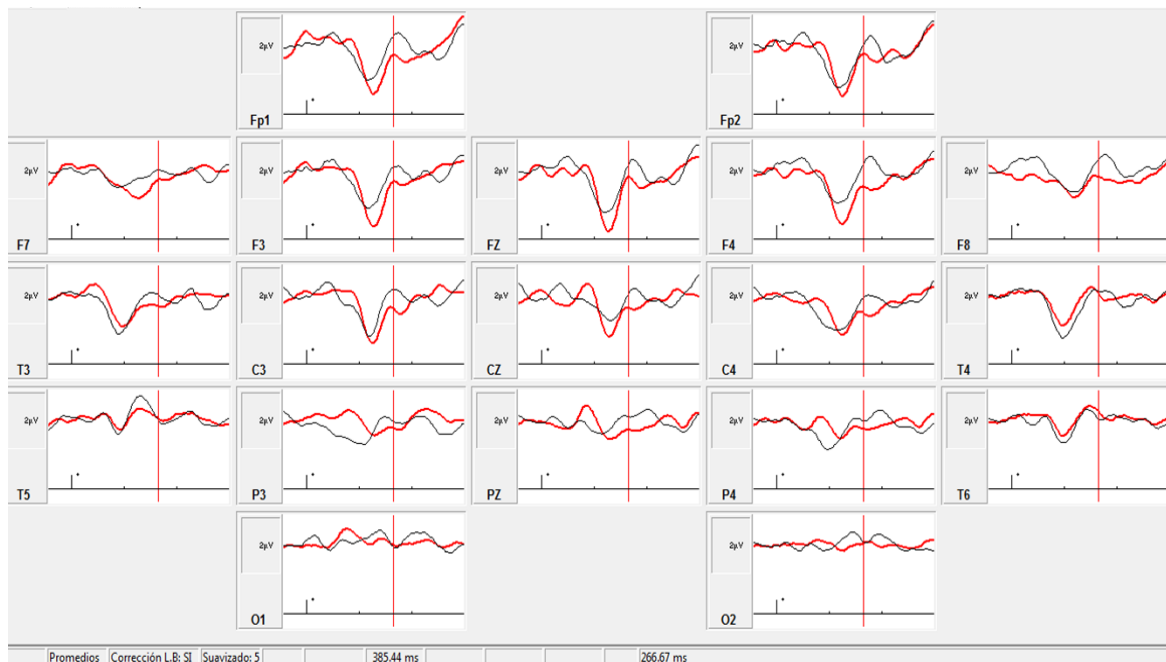 2µV 2µV
Fp1 Fp2
2µV 2µV 2µV 2µV 2µV
F7 F3 FZ F4 F8
2µV 2µV 2µV 2µV 2µV
T3 C3 CZ C4 T4
2µV 2µV 2µV 2µV 2µV
T5 P3 PZ P4 T6
2µV 2µV
O1 O2
Promedios Corrección L.B: SI Suavizado: 5 385.44 ms 266.67 ms